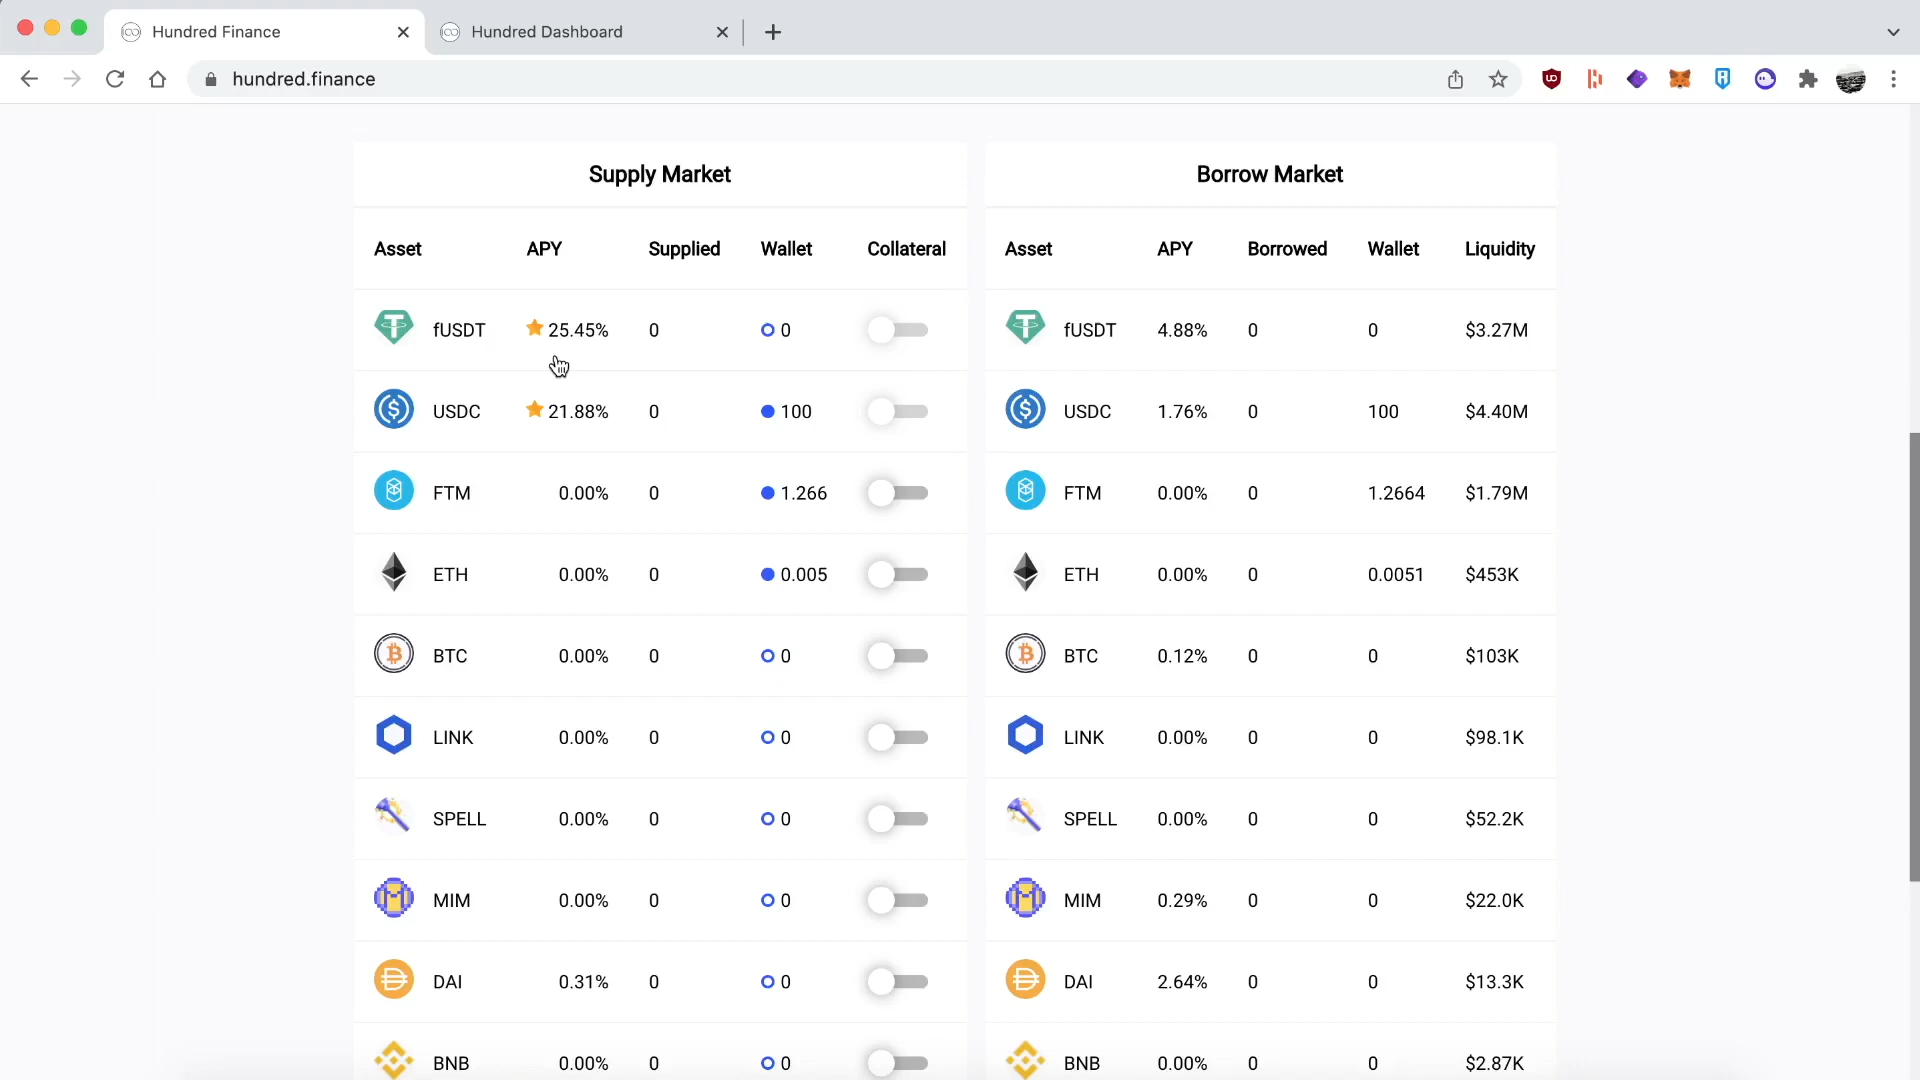 Hundred Finance
Hundred Dashboard
hundred.finance
Supply Market
Asset APY Supplied Wallet Collateral
fUSDT 25.45% 0 0
USDC 21.88% 0 100
FTM 0.00% 0 1.266
ETH 0.00% 0 0.005
BTC 0.00% 0 0
LINK 0.00% 0 0
SPELL 0.00% 0 0
MIM 0.00% 0 0
DAI 0.31% 0 0
BNB 0.00% 0 0
Borrow Market
Asset APY Borrowed Wallet Liquidity
fUSDT 4.88% 0 0 $3.27M
USDC 1.76% 0 100 $4.40M
FTM 0.00% 0 1.2664 $1.79M
ETH 0.00% 0 0.0051 $453K
BTC 0.12% 0 0 $103K
LINK 0.00% 0 0 $98.1K
SPELL 0.00% 0 0 $52.2K
MIM 0.29% 0 0 $22.0K
DAI 2.64% 0 0 $13.3K
BNB 0.00% 0 0 $2.87K